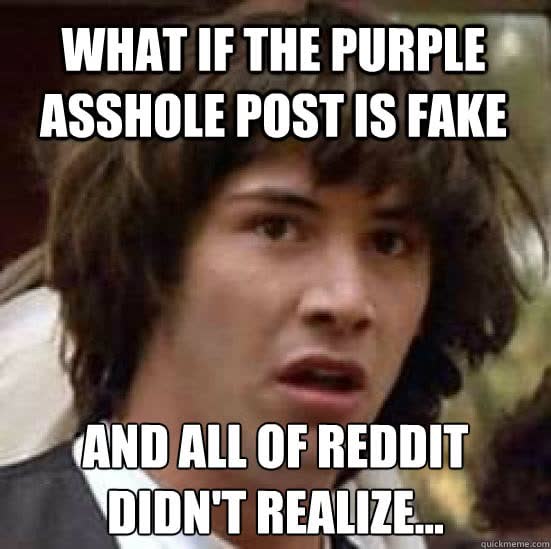 WHAT IF THE PURPLE
ASSHOLE POST IS FAKE
AND ALL OF REDDIT
DIDN'T REALIZE...
quickmeme.com